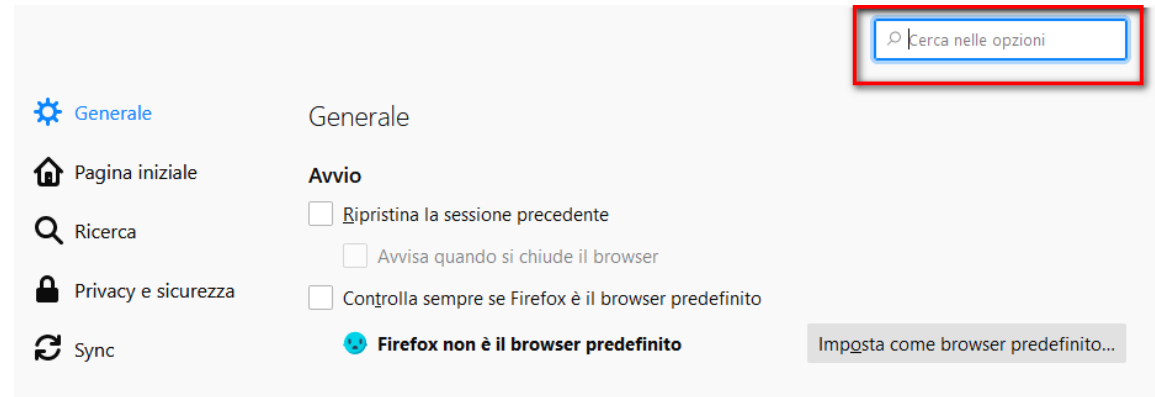 Cerca nelle opzioni
Generale
Pagina iniziale
Ricerca
Privacy e sicurezza
Sync
Generale
Avvio
Ripristina la sessione precedente
Avvisa quando si chiude il browser
Controlla sempre se Firefox è il browser predefinito
Firefox non è il browser predefinito
Imposta come browser predefinito...